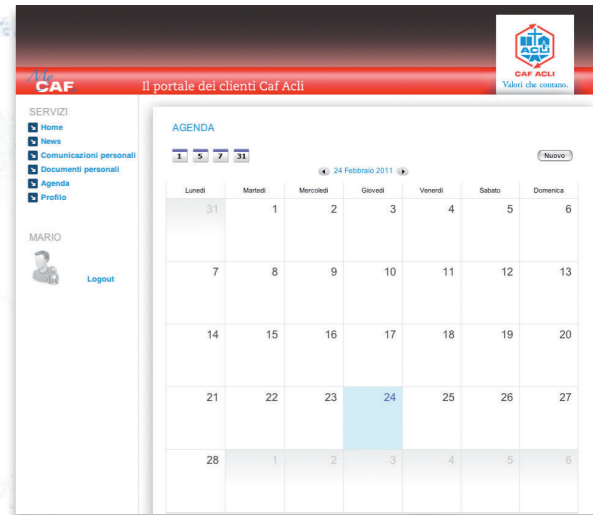 ACLI
CAF ACLI
Valori che contano.
My
CAF
Il portale dei clienti Caf Acli
SERVIZI
Home
News
Comunicazioni personali
Documenti personali
Agenda
Profilo
MARIO
Logout
AGENDA
1 5 7 31
Nuovo
24 Febbraio 2011
Lunedì Martedì Mercoledì Giovedì Venerdì Sabato Domenica
31 1 2 3 4 5 6
7 8 9 10 11 12 13
14 15 16 17 18 19 20
21 22 23 24 25 26 27
28 1 2 3 4 5 6